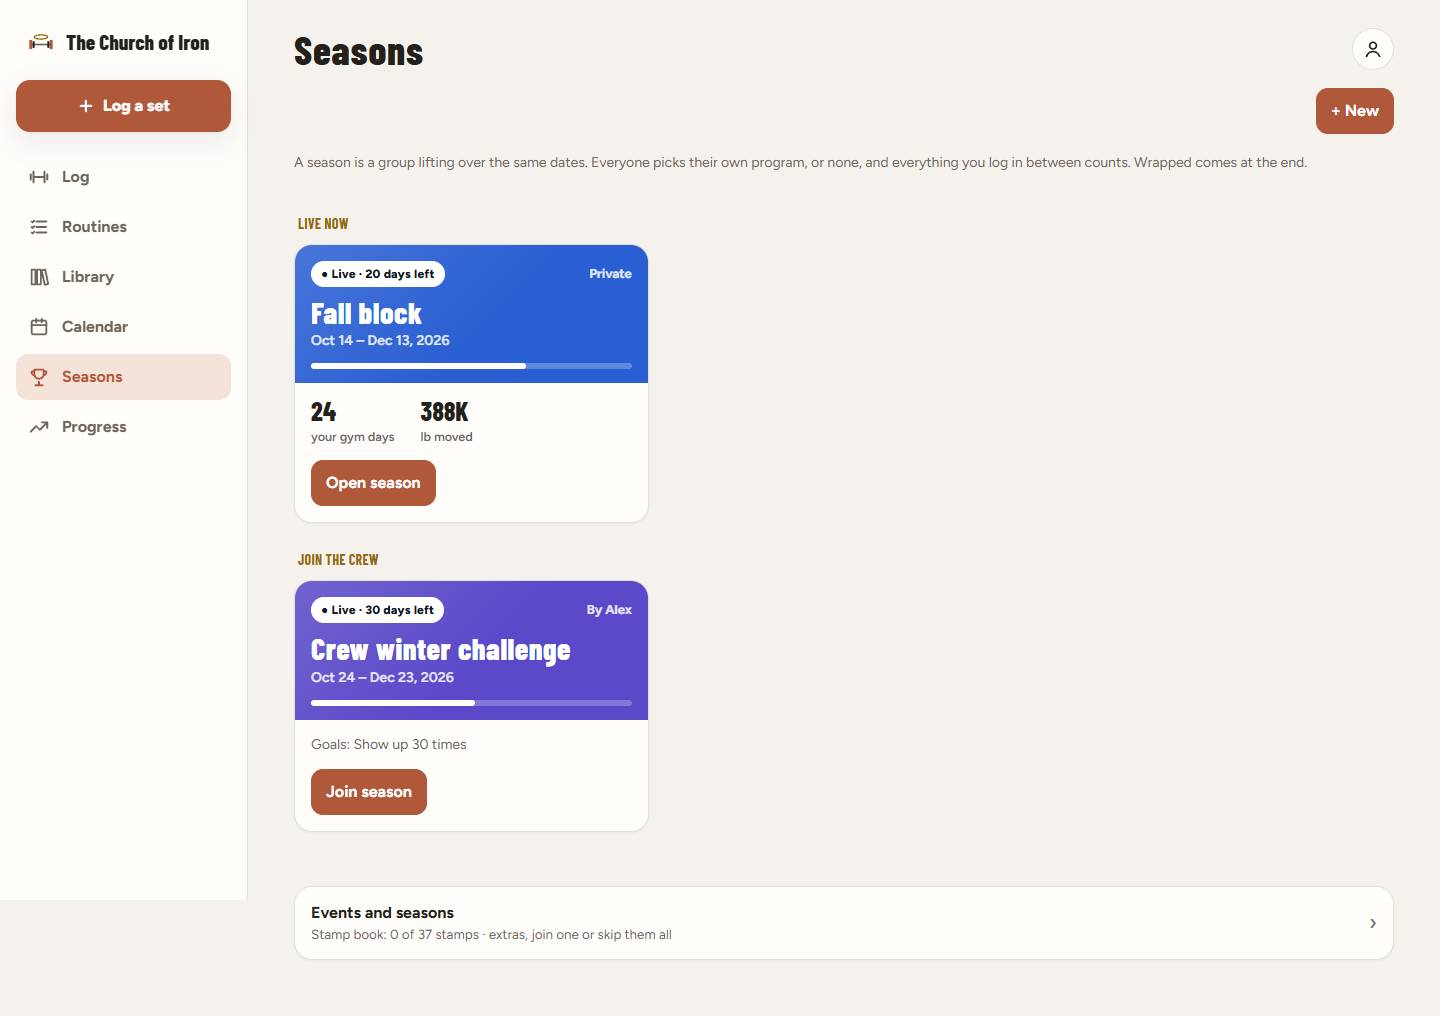 The Church of Iron
+ Log a set
Log
Routines
Library
Calendar
Seasons
Progress
Seasons
+ New
A season is a group lifting over the same dates. Everyone picks their own program, or none, and everything you log in between counts. Wrapped comes at the end.
LIVE NOW
● Live · 20 days left
Private
Fall block
Oct 14 – Dec 13, 2026
24
your gym days
388K
lb moved
Open season
JOIN THE CREW
● Live · 30 days left
By Alex
Crew winter challenge
Oct 24 – Dec 23, 2026
Goals: Show up 30 times
Join season
Events and seasons
Stamp book: 0 of 37 stamps · extras, join one or skip them all
›